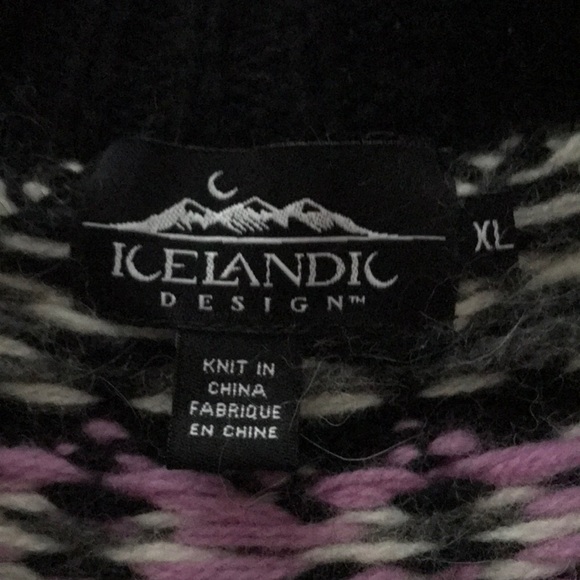 ICELANDIC
DESIGN™
XL
KNIT IN
CHINA
FABRIQUE
EN CHINE